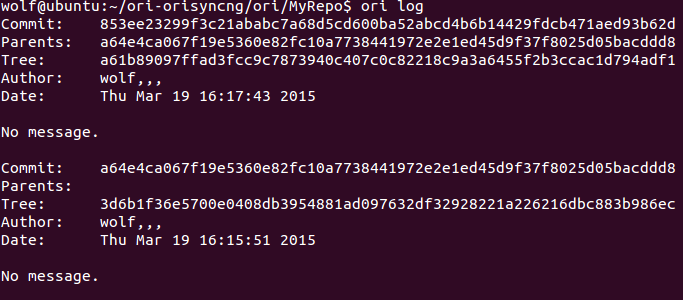 wolf@ubuntu:~/ori-orisyncng/ori/MyRepo$ ori log
Commit: 853ee23299f3c21ababc7a68d5cd600ba52abcd4b6b14429fdcb471aed93b62d
Parents: a64e4ca067f19e5360e82fc10a7738441972e2e1ed45d9f37f8025d05bacddd8
Tree: a61b89097ffad3fcc9c7873940c407c0c82218c9a3a6455f2b3ccac1d794adf1
Author: wolf,,,
Date: Thu Mar 19 16:17:43 2015
No message.
Commit: a64e4ca067f19e5360e82fc10a7738441972e2e1ed45d9f37f8025d05bacddd8
Parents:
Tree: 3d6b1f36e5700e0408db3954881ad097632df32928221a226216dbc883b986ec
Author: wolf,,,
Date: Thu Mar 19 16:15:51 2015
No message.